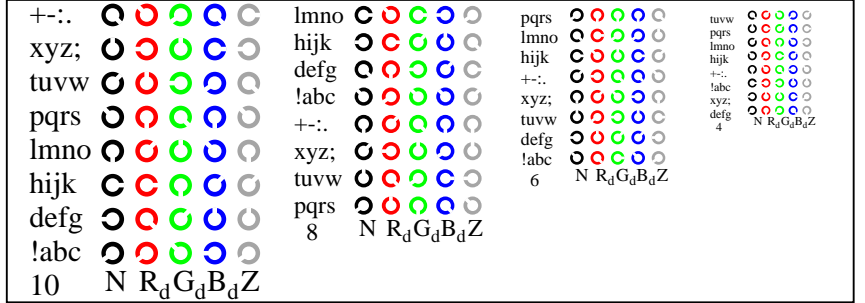 +-:.
xyz;
tuvw
pqrs
lmno
hijk
defg
!abc
10 N R_d G_d B_d Z
lmno
hijk
defg
!abc
+-:.
xyz;
tuvw
pqrs
8 N R_d G_d B_d Z
pqrs
lmno
hijk
+-:.
xyz;
tuvw
defg
!abc
6 N R_d G_d B_d Z
tuvw
pqrs
lmno
hijk
+-:.
!abc
xyz;
defg
4 N R_d G_d B_d Z